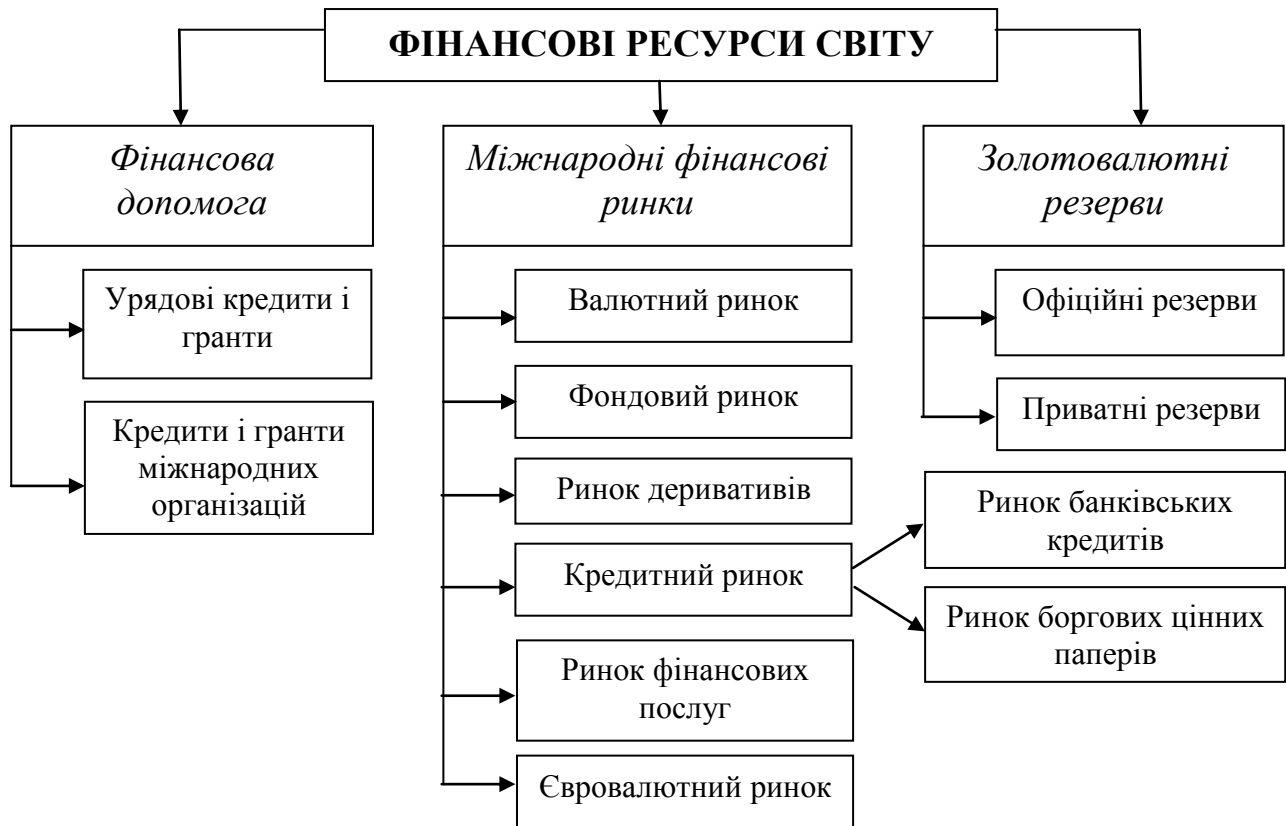 ФІНАНСОВІ РЕСУРСИ СВІТУ
Фінансова
допомога
Урядові кредити і
гранти
Кредити і гранти
міжнародних
організацій
Міжнародні фінансові
ринки
Валютний ринок
Фондовий ринок
Ринок деривативів
Кредитний ринок
Ринок фінансових
послуг
Євровалютний ринок
Золотовалютні
резерви
Офіційні резерви
Приватні резерви
Ринок банківських
кредитів
Ринок боргових цінних
паперів